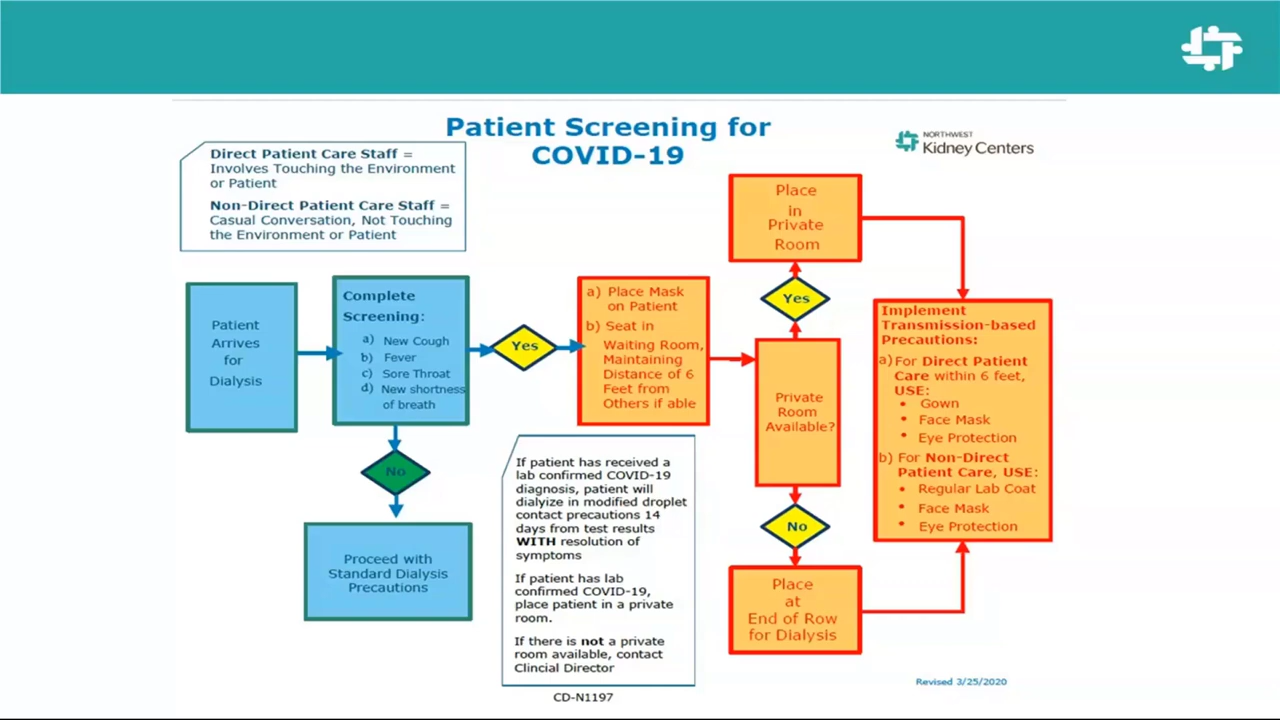 Patient Screening for
COVID-19
NORTHWEST
Kidney Centers
Direct Patient Care Staff =
Involves Touching the Environment
or Patient
Non-Direct Patient Care Staff =
Casual Conversation, Not Touching
the Environment or Patient
Patient
Arrives
for
Dialysis
Complete
Screening:
a) New Cough
b) Fever
c) Sore Throat
d) New shortness
of breath
Yes
No
Proceed with
Standard Dialysis
Precautions
a) Place Mask
on Patient
b) Seat in
Waiting Room,
Maintaining
Distance of 6
Feet from
Others if able
If patient has received a
lab confirmed COVID-19
diagnosis, patient will
dialyize in modified droplet
contact precautions 14
days from test results
WITH resolution of
symptoms
If patient has lab
confirmed COVID-19,
place patient in a private
room.
If there is not a private
room available, contact
Clincial Director
CD-N1197
Private
Room
Available?
Yes
Place
in
Private
Room
No
Place
at
End of Row
for Dialysis
Implement
Transmission-based
Precautions:
a) For Direct Patient
Care within 6 feet,
USE:
• Gown
• Face Mask
• Eye Protection
b) For Non-Direct
Patient Care, USE:
• Regular Lab Coat
• Face Mask
• Eye Protection
Revised 3/25/2020